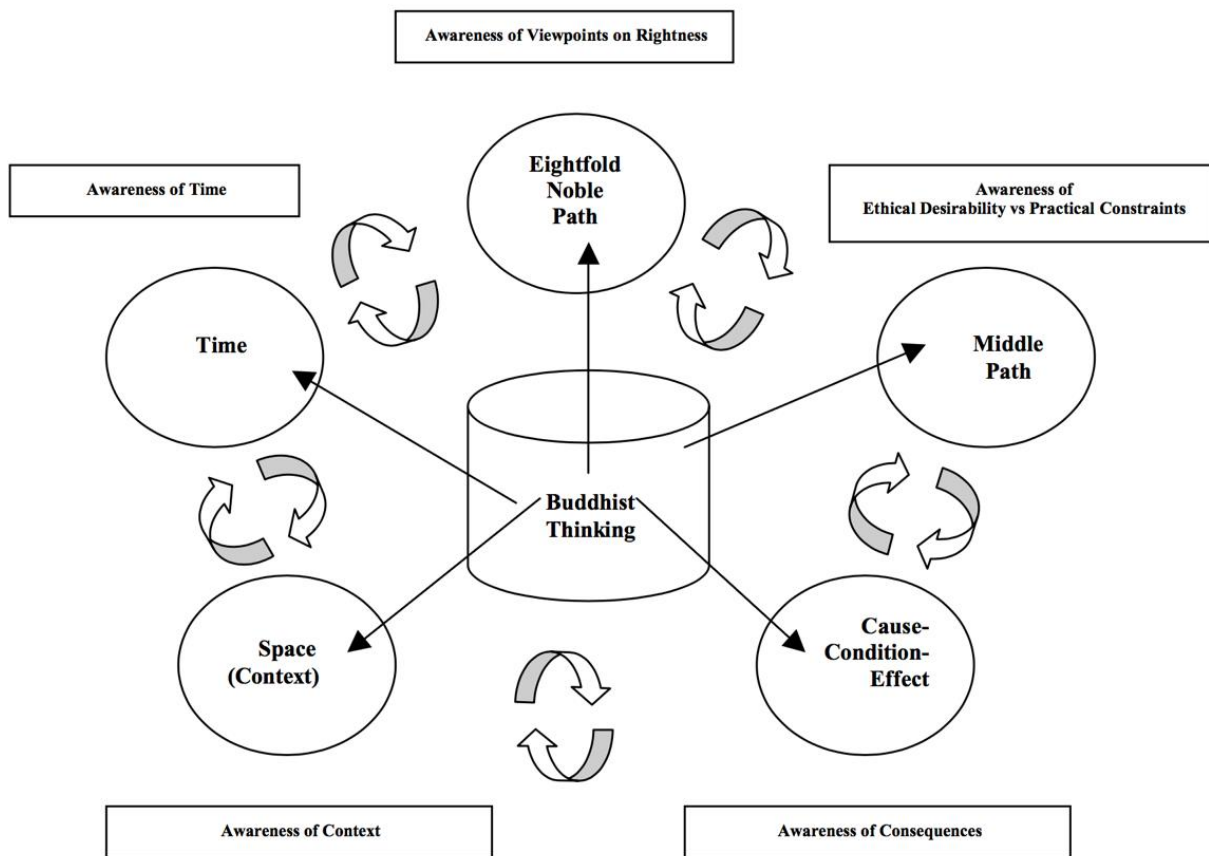 Awareness of Viewpoints on Rightness
Eightfold
Noble
Path
Awareness of Time
Awareness of
Ethical Desirability vs Practical Constraints
Time
Middle
Path
Buddhist
Thinking
Space
(Context)
Cause-
Condition-
Effect
Awareness of Context
Awareness of Consequences